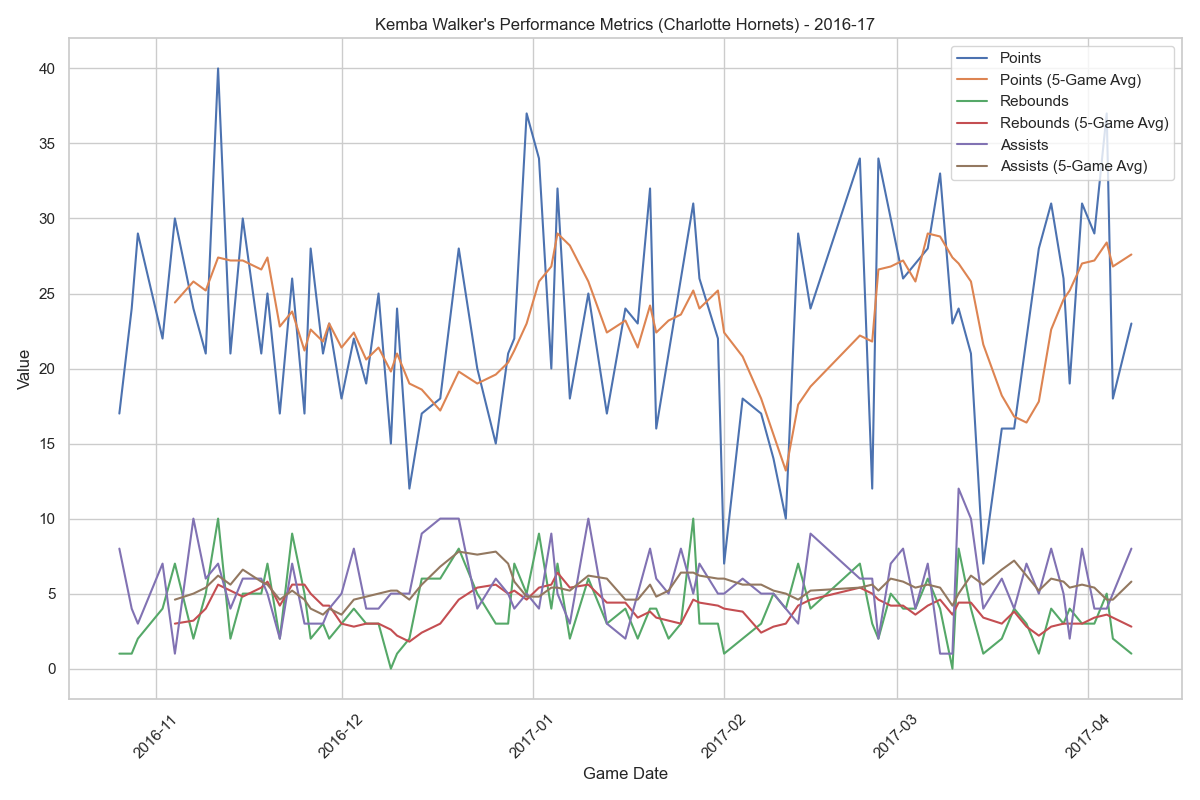 Kemba Walker's Performance Metrics (Charlotte Hornets) - 2016-17
Points
Points (5-Game Avg)
Rebounds
Rebounds (5-Game Avg)
Assists
Assists (5-Game Avg)
Value
40
35
30
25
20
15
10
5
0
2016-11
2016-12
2017-01
2017-02
2017-03
2017-04
Game Date